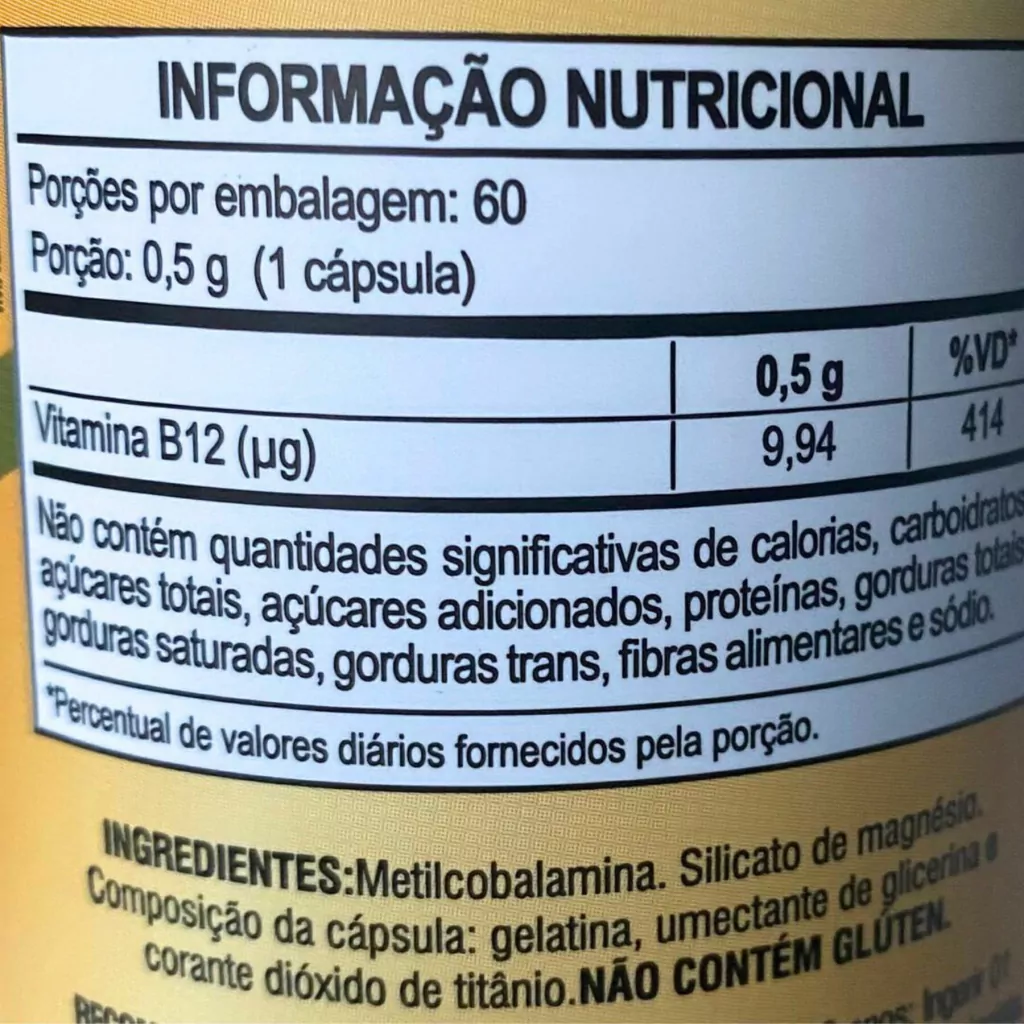 INFORMAÇÃO NUTRICIONAL
Porções por embalagem: 60
Porção: 0,5 g (1 cápsula)
0,5 g %VD*
Vitamina B12 (µg) 9,94 414
Não contém quantidades significativas de calorias, carboidratos
açúcares totais, açúcares adicionados, proteínas, gorduras totais
gorduras saturadas, gorduras trans, fibras alimentares e sódio.
*Percentual de valores diários fornecidos pela porção.
INGREDIENTES:Metilcobalamina. Silicato de magnésio.
Composição da cápsula: gelatina, umectante de glicerina e
corante dióxido de titânio.NÃO CONTÉM GLÚTEN.
Ingerir 01